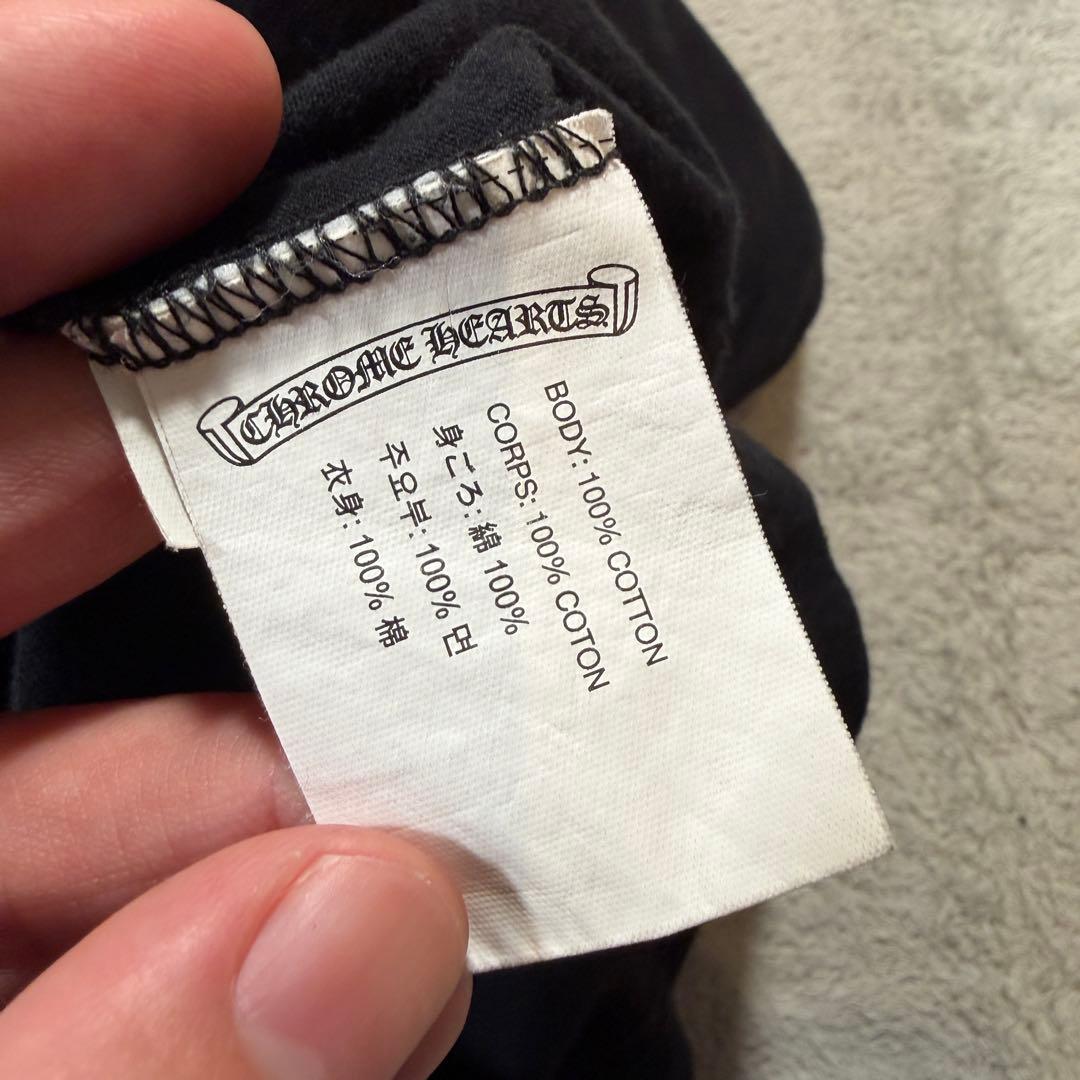 CHROME HEARTS
BODY: 100% COTTON
CORPS: 100% COTON
身ごろ: 綿 100%
주요부: 100% 면
衣身: 100% 棉